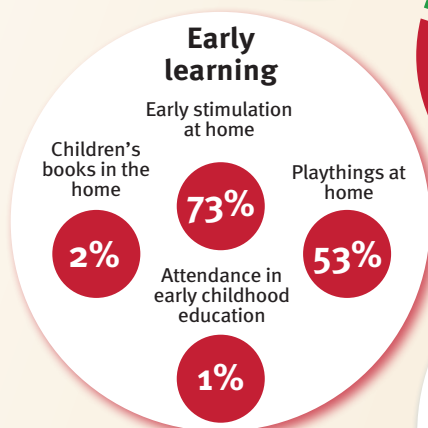 Early
learning
Early stimulation
at home
73%
Children’s
books in the
home
2%
Playthings at
home
53%
Attendance in
early childhood
education
1%